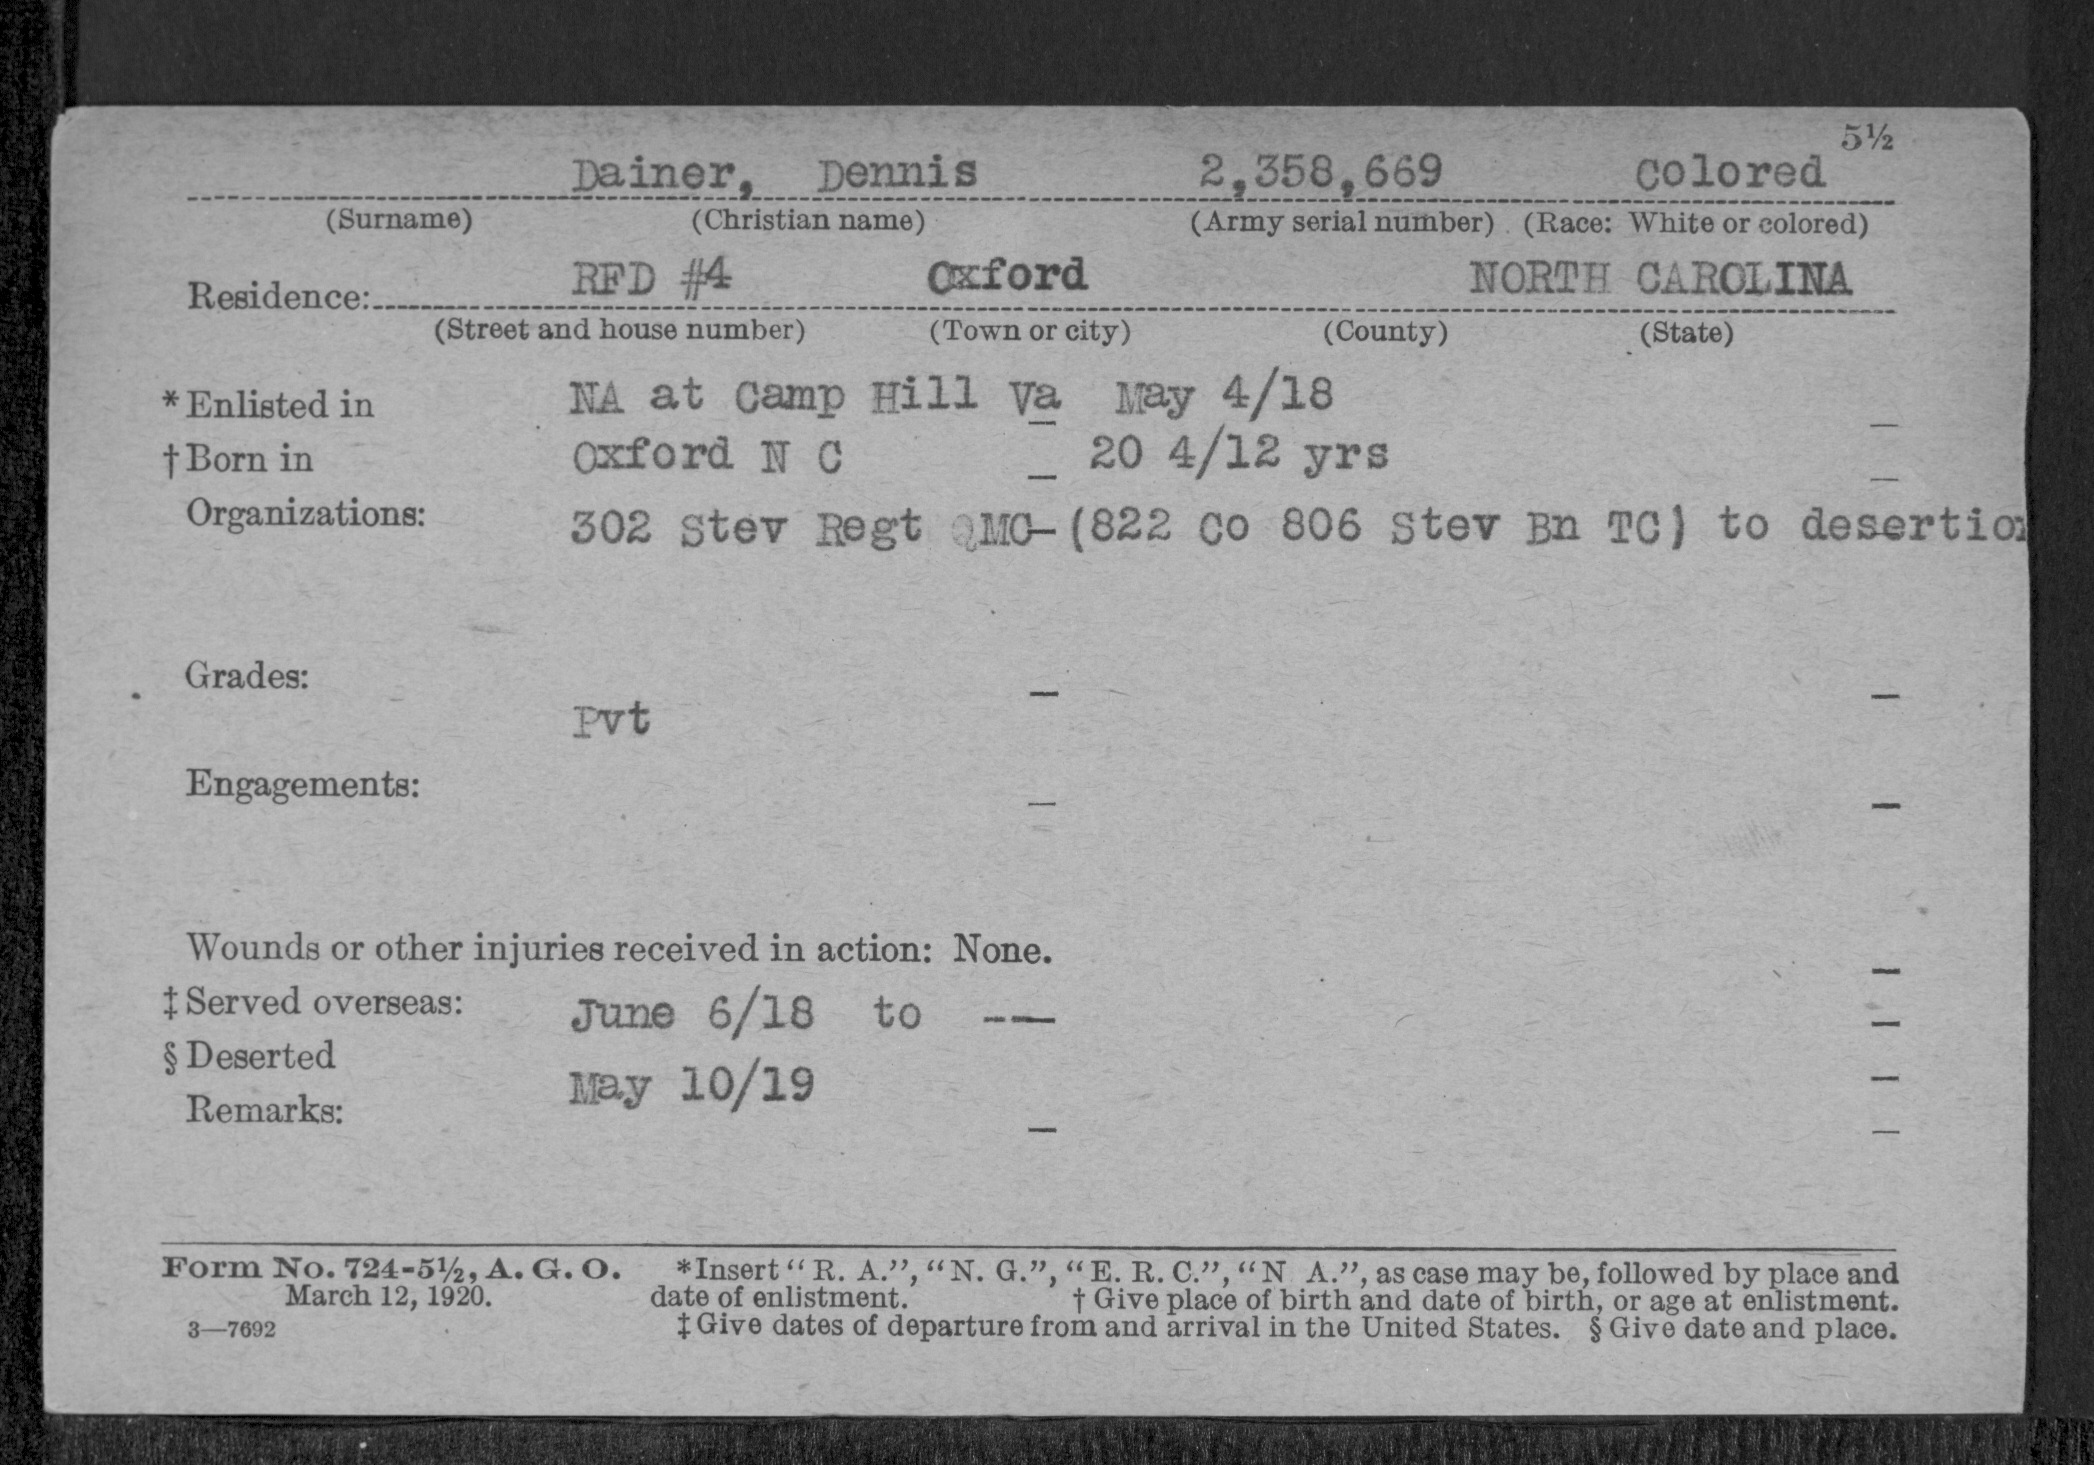 5½
Dainer, Dennis 2,358,669 Colored
(Surname) (Christian name) (Army serial number) (Race: White or colored)
Residence: RFD #4 Oxford NORTH CAROLINA
(Street and house number) (Town or city) (County) (State)
*Enlisted in NA at Camp Hill Va May 4/18
†Born in Oxford N C 20 4/12 yrs
Organizations: 302 Stev Regt QMC-(822 Co 806 Stev Bn TC) to desertion
Grades: Pvt
Engagements:
Wounds or other injuries received in action: None.
‡Served overseas: June 6/18 to ---
§Deserted May 10/19
Remarks:
Form No. 724-5½, A. G. O. *Insert "R. A.", "N. G.", "E. R. C.", "N A.", as case may be, followed by place and
March 12, 1920. date of enlistment. †Give place of birth and date of birth, or age at enlistment.
3—7692 ‡Give dates of departure from and arrival in the United States. §Give date and place.